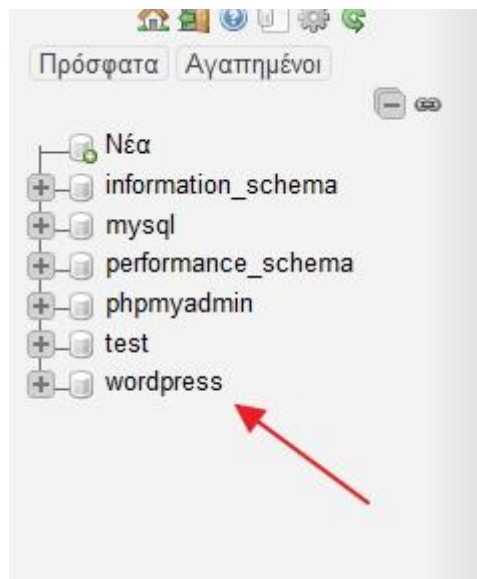 Πρόσφατα Αγαπημένοι
Νέα
information_schema
mysql
performance_schema
phpmyadmin
test
wordpress